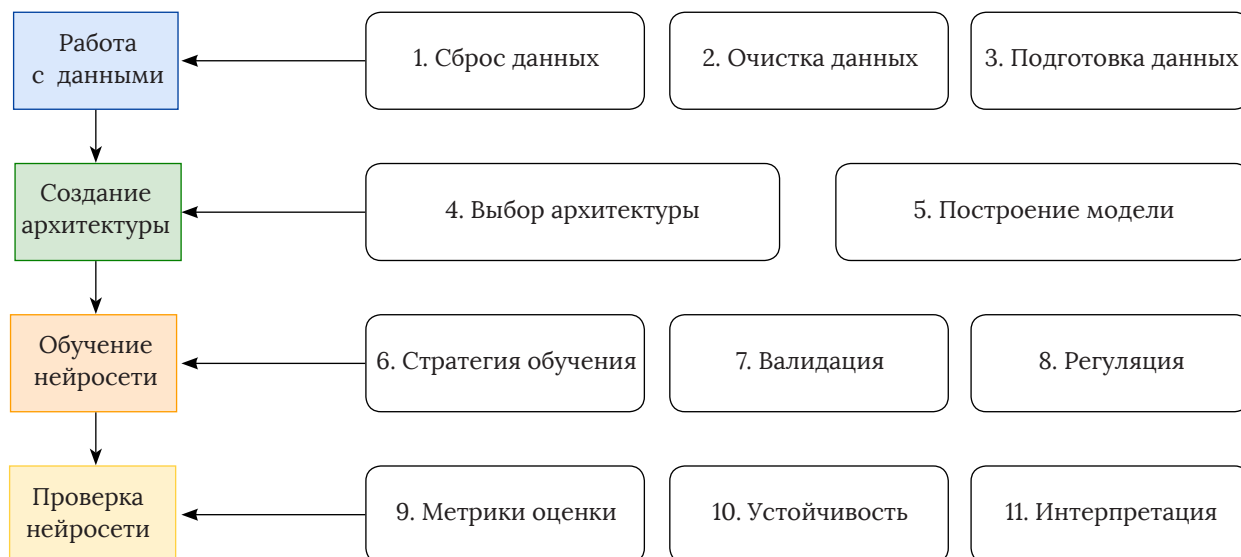 Работа
с данными
1. Сброс данных
2. Очистка данных
3. Подготовка данных
Создание
архитектуры
4. Выбор архитектуры
5. Построение модели
Обучение
нейросети
6. Стратегия обучения
7. Валидация
8. Регуляция
Проверка
нейросети
9. Метрики оценки
10. Устойчивость
11. Интерпретация